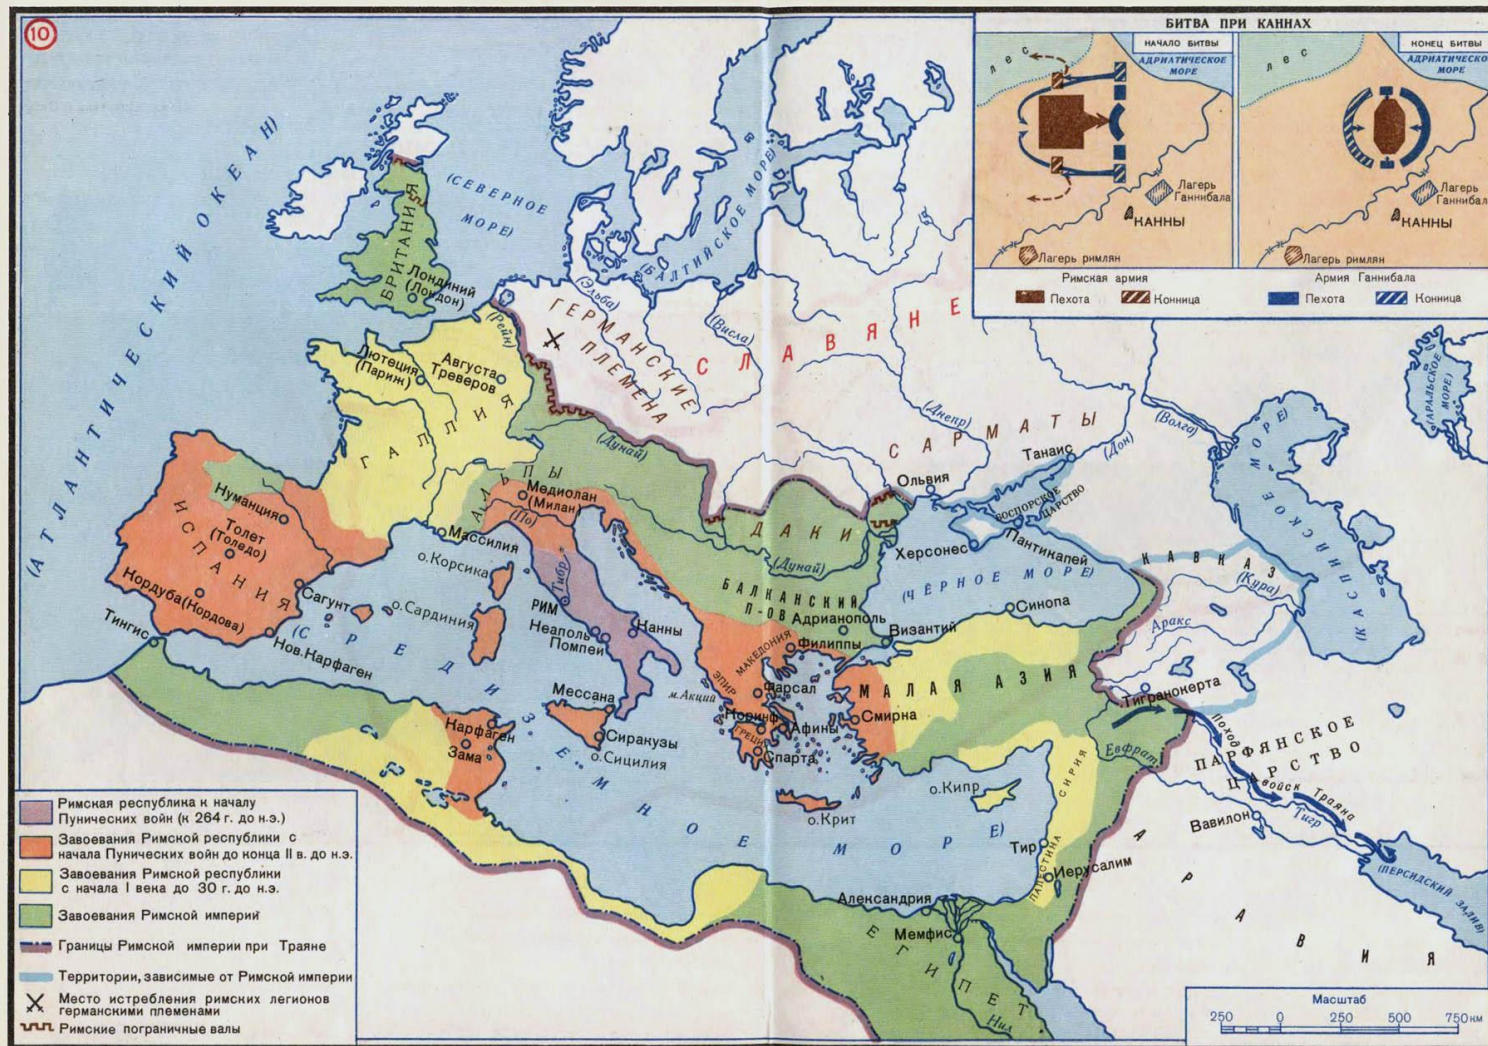 10
БИТВА ПРИ КАННАХ
НАЧАЛО БИТВЫ
АДРИАТИЧЕСКОЕ
МОРЕ
ЛЕС
Лагерь
Ганнибала
КАННЫ
Лагерь римлян
КОНЕЦ БИТВЫ
АДРИАТИЧЕСКОЕ
МОРЕ
ЛЕС
Лагерь
Ганнибала
КАННЫ
Лагерь римлян
Римская армия
Армия Ганнибала
Пехота
Конница
Пехота
Конница
(АТЛАНТИЧЕСКИЙ ОКЕАН)
(СЕВЕРНОЕ
МОРЕ)
(БАЛТИЙСКОЕ МОРЕ)
БРИТАНИЯ
Лондиний
(Лондон)
(Эльба)
(Рейн)
(Висла)
ГЕРМАНСКИЕ
ПЛЕМЕНА
СЛАВЯНЕ
САРМАТЫ
(Днепр)
(Дон)
(Волга)
(АРАЛЬСКОЕ
МОРЕ)
Лютеция
(Париж)
Августа
Треверов
ГАЛЛИЯ
(Дунай)
АЛЬПЫ
Медиолан
(Милан)
(По)
Массилия
Танаис
Ольвия
БОСПОРСКОЕ
ЦАРСТВО
Херсонес
Пантикапей
ДАКИ
(Дунай)
КАВКАЗ
(Кура)
Аракс
(КАСПИЙСКОЕ МОРЕ)
Нуманция
Толет
(Толедо)
ИСПАНИЯ
Нордуба (Нордова)
Сагунт
Нов. Карфаген
Тингис
о.Корсика
о.Сардиния
Тибр
РИМ
Неаполь
Помпеи
Канны
БАЛКАНСКИЙ
П-ОВ
Адрианополь
Византий
Филиппы
МАКЕДОНИЯ
ЭПИР
(ЧЁРНОЕ МОРЕ)
Синопа
МАЛАЯ АЗИЯ
Тигранокерта
Фарсал
м.Акций
Коринф
Афины
ГРЕЦИЯ
Спарта
Смирна
Мессана
Сиракузы
о.Сицилия
Карфаген
Зама
о.Крит
о.Кипр
СИРИЯ
Евфрат
Поход войск Траяна
ПАРФЯНСКОЕ
ЦАРСТВО
Вавилон
Тигр
(ПЕРСИДСКИЙ ЗАЛИВ)
(СРЕДИЗЕМНОЕ МОРЕ)
Тир
ПАЛЕСТИНА
Иерусалим
Александрия
Мемфис
ЕГИПЕТ
Нил
АРАВИЯ
Римская республика к началу
Пунических войн (к 264 г. до н.э.)
Завоевания Римской республики с
начала Пунических войн до конца II в. до н.э.
Завоевания Римской республики
с начала I века до 30 г. до н.э.
Завоевания Римской империи
Границы Римской империи при Траяне
Территории, зависимые от Римской империи
Место истребления римских легионов
германскими племенами
Римские пограничные валы
Масштаб
250 0 250 500 750 км